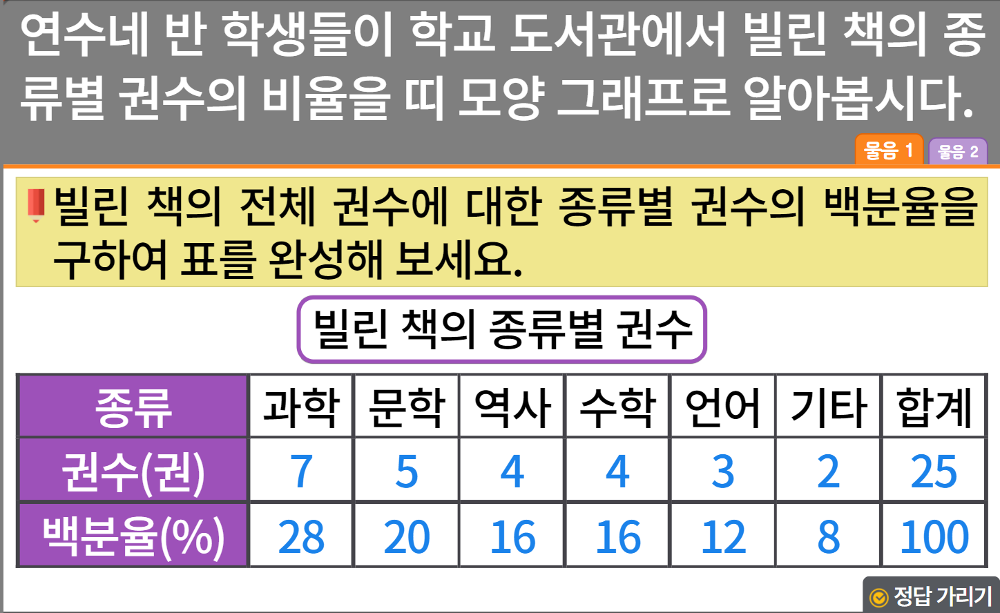 연수네 반 학생들이 학교 도서관에서 빌린 책의 종
류별 권수의 비율을 띠 모양 그래프로 알아봅시다.
물음 1 물음 2
빌린 책의 전체 권수에 대한 종류별 권수의 백분율을
구하여 표를 완성해 보세요.
빌린 책의 종류별 권수
종류 과학 문학 역사 수학 언어 기타 합계
권수(권) 7 5 4 4 3 2 25
백분율(%) 28 20 16 16 12 8 100
정답 가리기